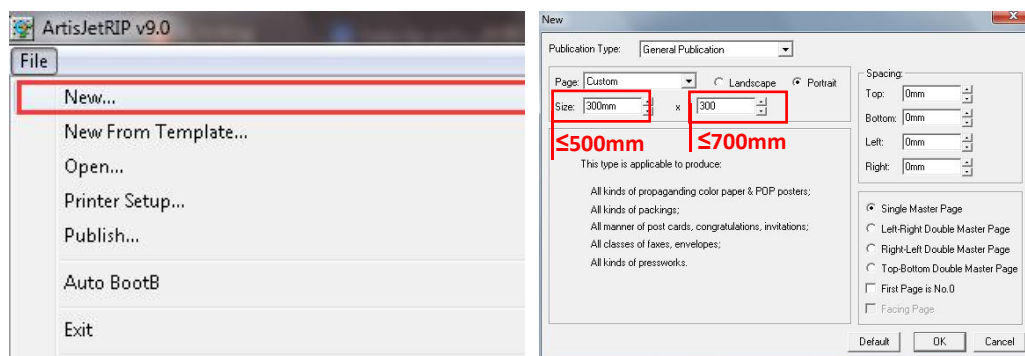 ArtisJetRIP v9.0
File
New...
New From Template...
Open...
Printer Setup...
Publish...
Auto BootB
Exit
New
Publication Type: General Publication
Page: Custom Landscape Portrait
Size: 300mm x 300
≤500mm ≤700mm
This type is applicable to produce:
All kinds of propaganding color paper & POP posters;
All kinds of packings;
All manner of post cards, congratulations, invitations;
All classes of faxes, envelopes;
All kinds of pressworks.
Spacing:
Top: 0mm
Bottom: 0mm
Left: 0mm
Right: 0mm
Single Master Page
Left-Right Double Master Page
Right-Left Double Master Page
Top-Bottom Double Master Page
First Page is No.0
Facing Page
Default OK Cancel